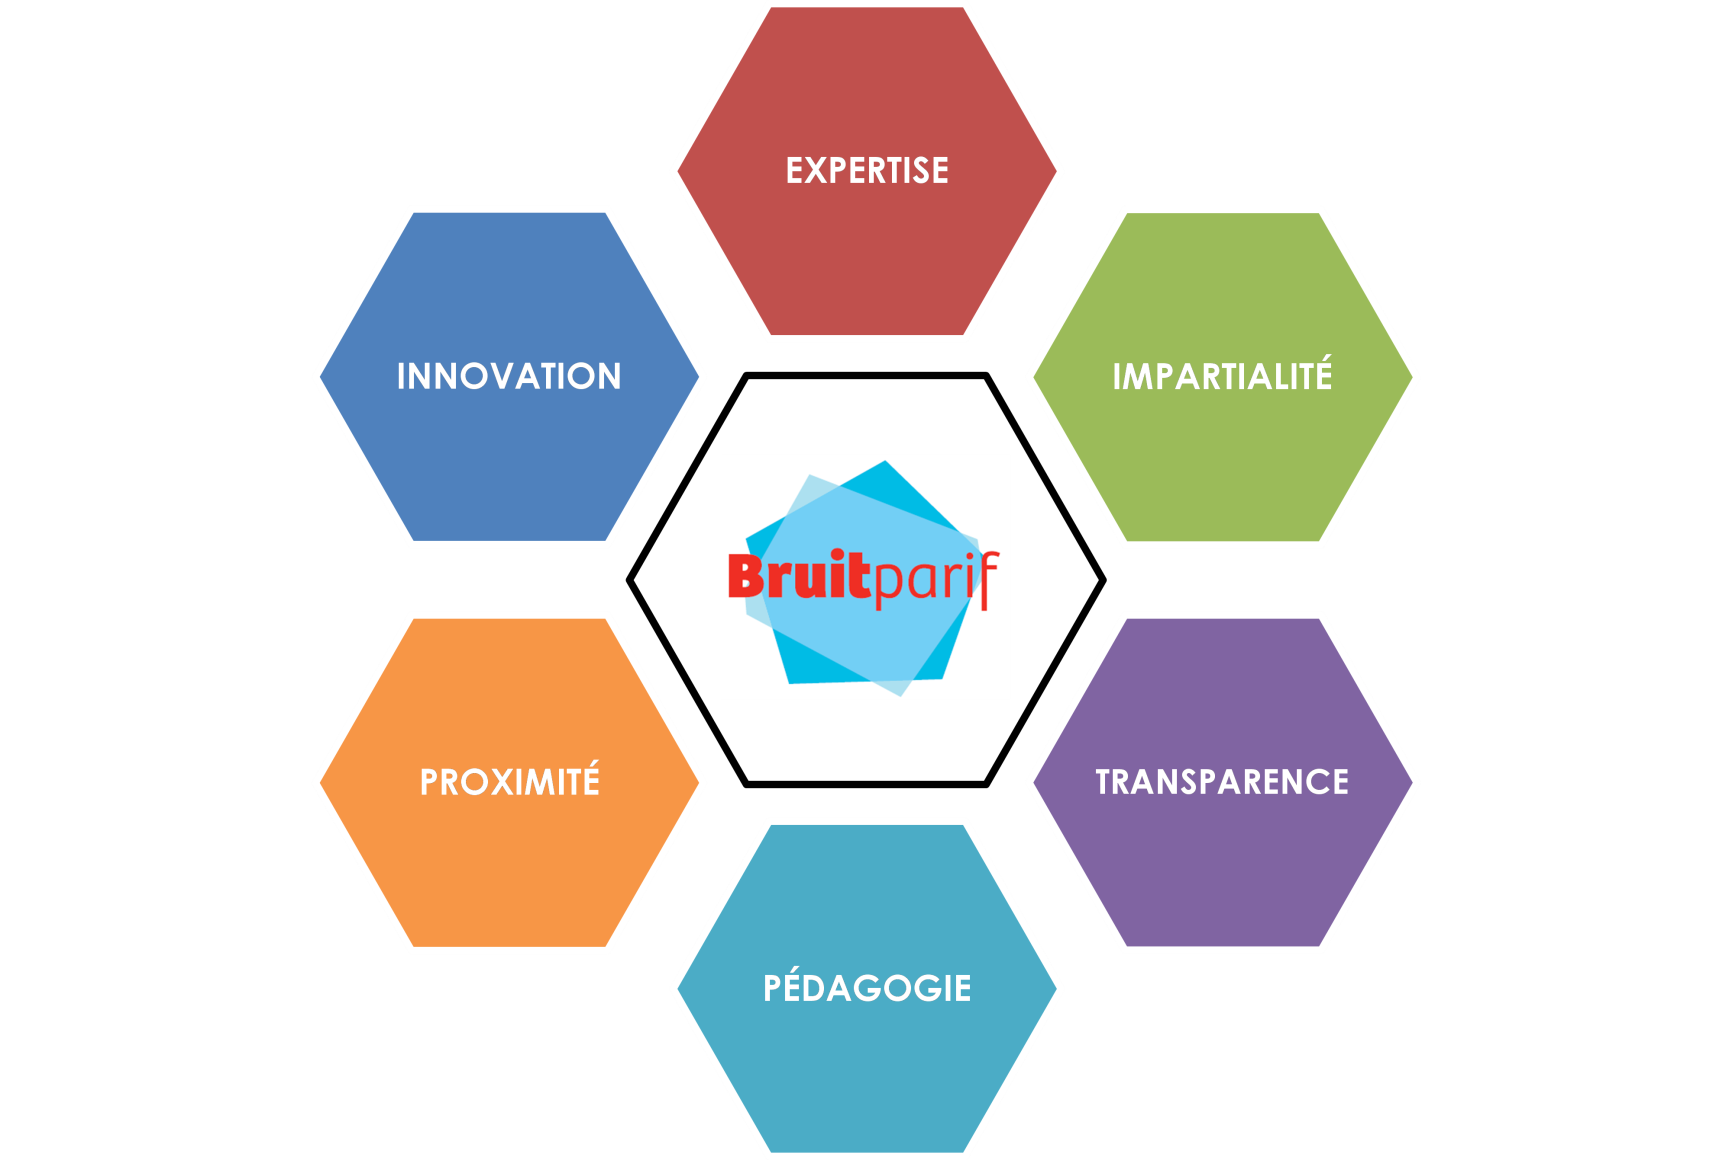 EXPERTISE
INNOVATION
IMPARTIALITÉ
Bruitparif
PROXIMITÉ
TRANSPARENCE
PÉDAGOGIE